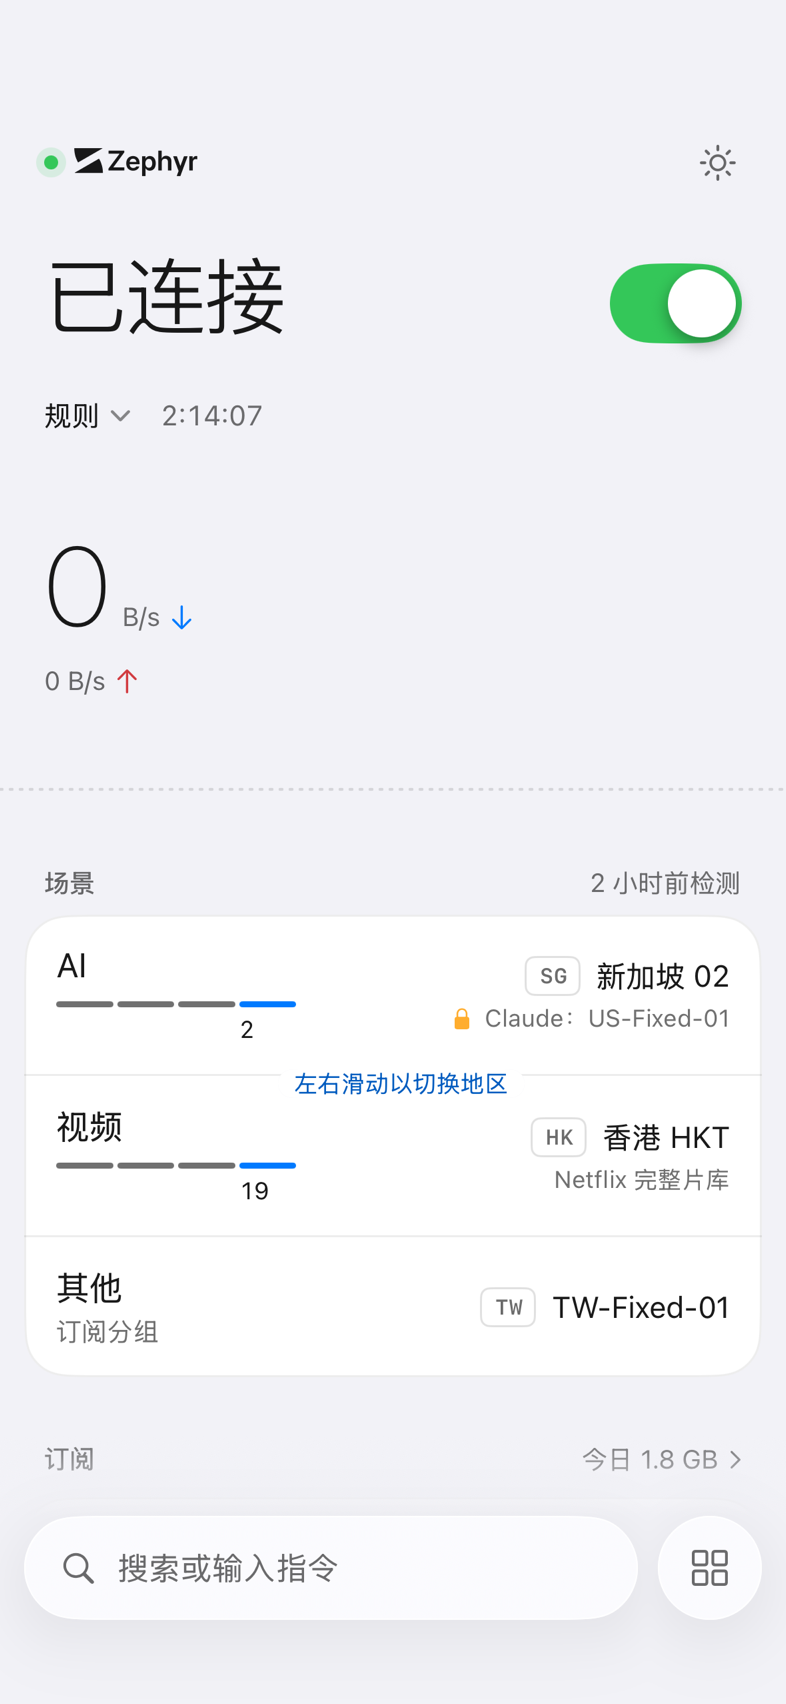 Zephyr
已连接
规则 2:14:07
0 B/s ↓
0 B/s ↑
场景 2 小时前检测
AI SG 新加坡 02
Claude：US-Fixed-01
2
左右滑动以切换地区
视频 HK 香港 HKT
Netflix 完整片库
19
其他 TW TW-Fixed-01
订阅分组
订阅 今日 1.8 GB
搜索或输入指令